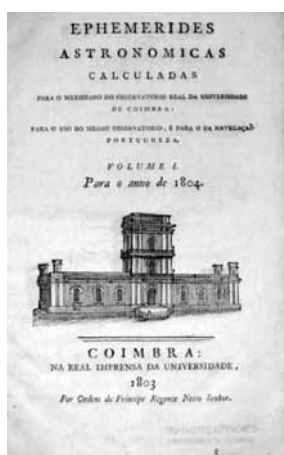 EPHEMERIDES
ASTRONOMICAS
CALCULADAS
PARA O MERIDIANO DO OBSERVATORIO REAL DA UNIVERSIDADE
DE COIMBRA:
PARA O USO DO MESMO OBSERVATORIO, E PARA O DA NAVEGAÇAÕ
PORTUGUEZA.
VOLUME I.
Para o anno de 1804.
COIMBRA:
NA REAL IMPRENSA DA UNIVERSIDADE,
1803
Por Ordem do Principe Regente Nosso Senhor.